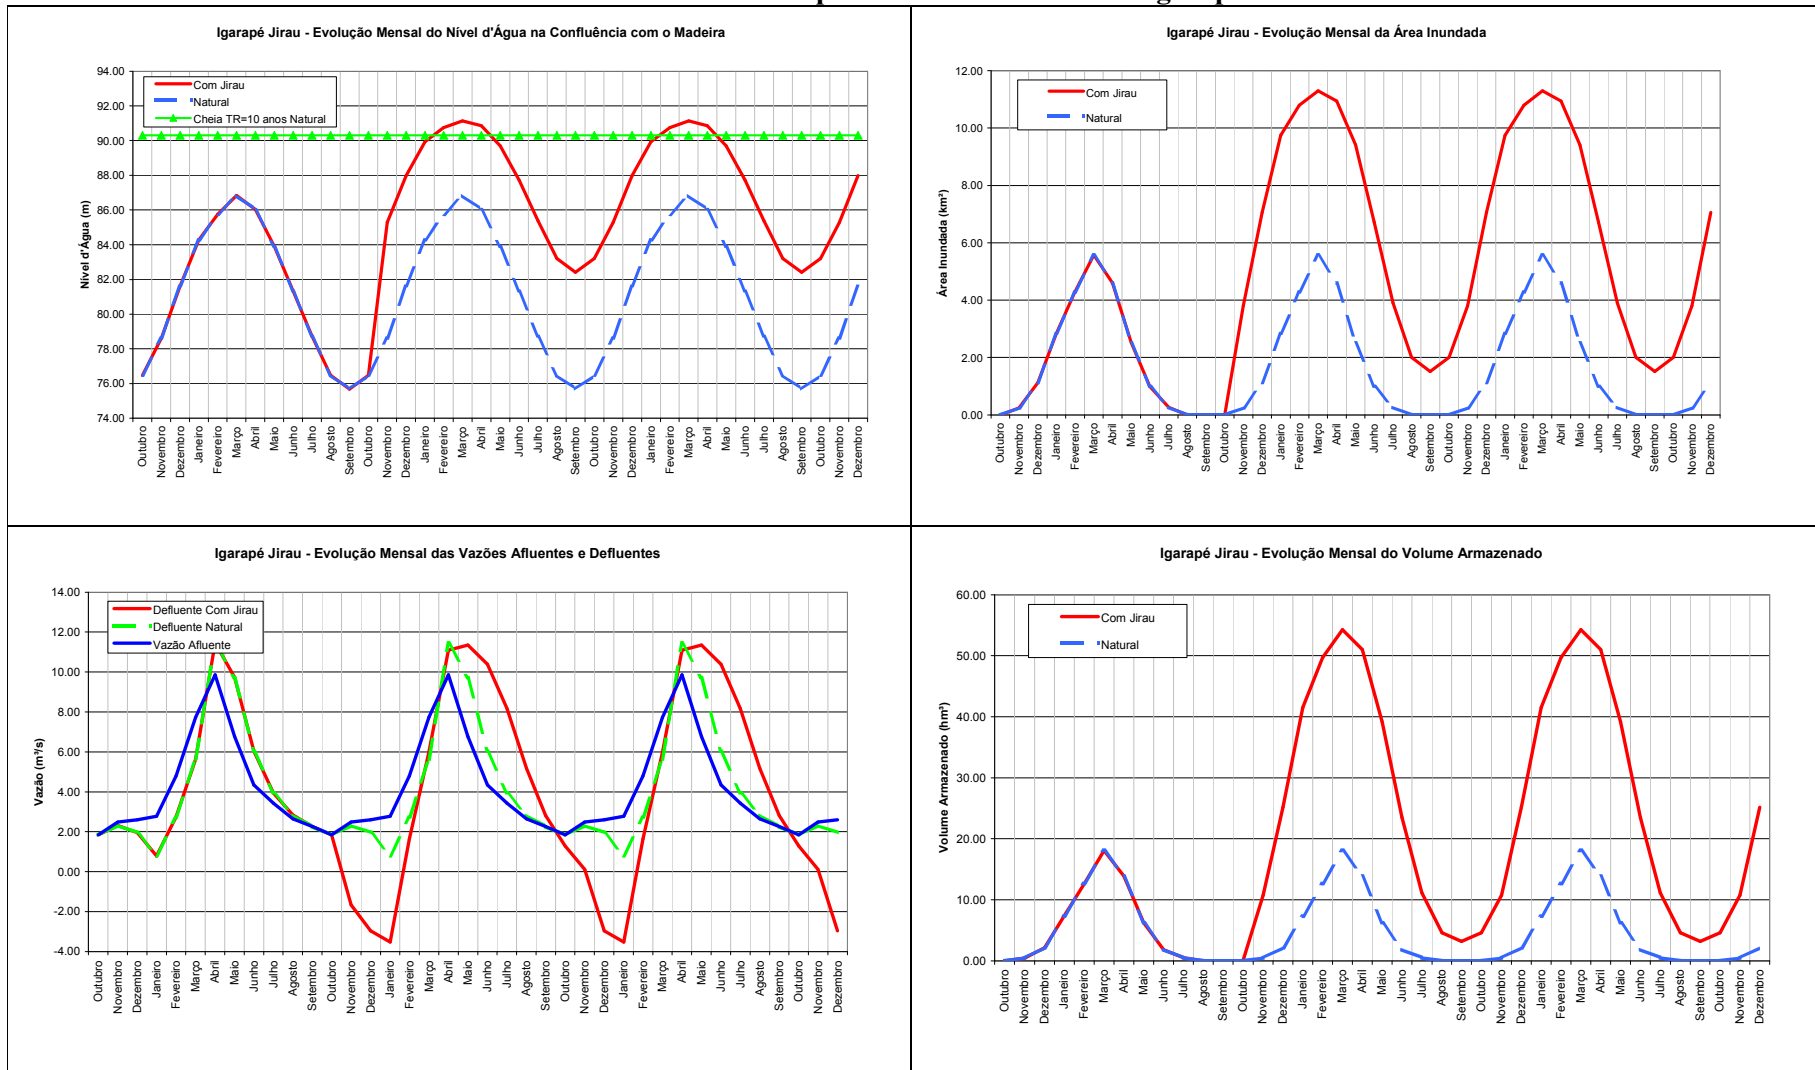 Igarapé Jirau - Evolução Mensal do Nível d'Água na Confluência com o Madeira
94.00
92.00
90.00
88.00
86.00
84.00
82.00
80.00
78.00
76.00
74.00
Nível d'Água (m)
Com Jirau
Natural
Cheia TR=10 anos Natural
Outubro
Novembro
Dezembro
Janeiro
Fevereiro
Março
Abril
Maio
Junho
Julho
Agosto
Setembro
Outubro
Novembro
Dezembro
Janeiro
Fevereiro
Março
Abril
Maio
Junho
Julho
Agosto
Setembro
Outubro
Novembro
Dezembro
Janeiro
Fevereiro
Março
Abril
Maio
Junho
Julho
Agosto
Setembro
Outubro
Novembro
Dezembro
Igarapé Jirau - Evolução Mensal da Área Inundada
12.00
10.00
8.00
6.00
4.00
2.00
0.00
Área Inundada (km²)
Com Jirau
Natural
Outubro
Novembro
Dezembro
Janeiro
Fevereiro
Março
Abril
Maio
Junho
Julho
Agosto
Setembro
Outubro
Novembro
Dezembro
Janeiro
Fevereiro
Março
Abril
Maio
Junho
Julho
Agosto
Setembro
Outubro
Novembro
Dezembro
Janeiro
Fevereiro
Março
Abril
Maio
Junho
Julho
Agosto
Setembro
Outubro
Novembro
Dezembro
Igarapé Jirau - Evolução Mensal das Vazões Afluentes e Defluentes
14.00
12.00
10.00
8.00
6.00
4.00
2.00
0.00
-2.00
-4.00
Vazão (m³/s)
Defluente Com Jirau
Defluente Natural
Vazão Afluente
Outubro
Novembro
Dezembro
Janeiro
Fevereiro
Março
Abril
Maio
Junho
Julho
Agosto
Setembro
Outubro
Novembro
Dezembro
Janeiro
Fevereiro
Março
Abril
Maio
Junho
Julho
Agosto
Setembro
Outubro
Novembro
Dezembro
Janeiro
Fevereiro
Março
Abril
Maio
Junho
Julho
Agosto
Setembro
Outubro
Novembro
Dezembro
Igarapé Jirau - Evolução Mensal do Volume Armazenado
60.00
50.00
40.00
30.00
20.00
10.00
0.00
Volume Armazenado (hm³)
Com Jirau
Natural
Outubro
Novembro
Dezembro
Janeiro
Fevereiro
Março
Abril
Maio
Junho
Julho
Agosto
Setembro
Outubro
Novembro
Dezembro
Janeiro
Fevereiro
Março
Abril
Maio
Junho
Julho
Agosto
Setembro
Outubro
Novembro
Dezembro
Janeiro
Fevereiro
Março
Abril
Maio
Junho
Julho
Agosto
Setembro
Outubro
Novembro
Dezembro